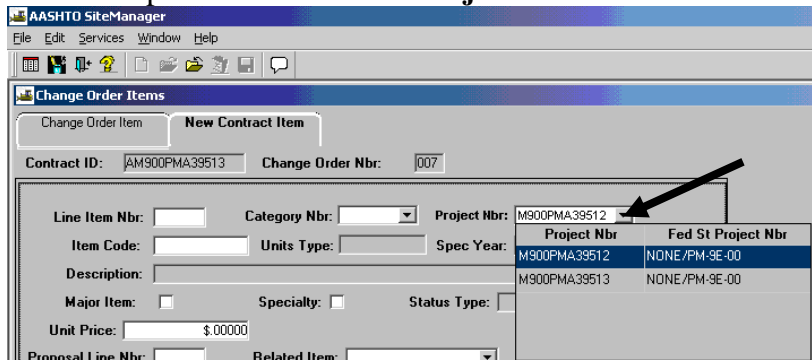 AASHTO SiteManager
File Edit Services Window Help
Change Order Items
Change Order Item New Contract Item
Contract ID: AM900PMA39513 Change Order Nbr: 007
Line Item Nbr: Category Nbr: Project Nbr: M900PMA39512
Project Nbr Fed St Project Nbr
Item Code: Units Type: Spec Year:
M900PMA39512 NONE/PM-9E-00
Description:
M900PMA39513 NONE/PM-9E-00
Major Item: Specialty: Status Type:
Unit Price: $.00000
Proposal Line Nbr: Related Item: